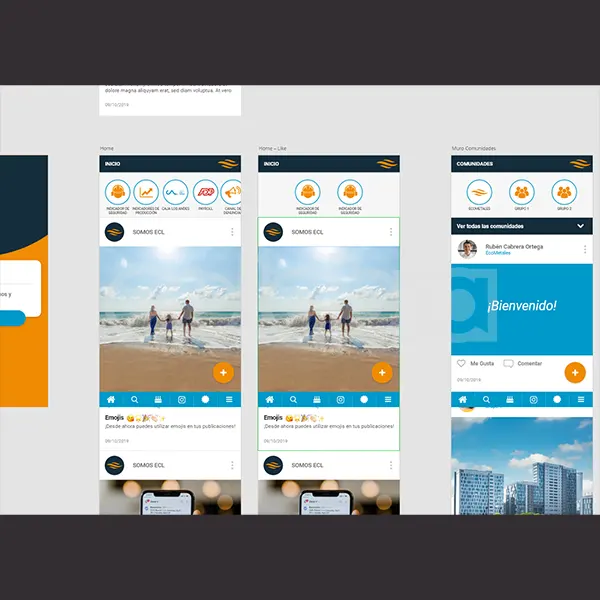 dolore magna aliquyam erat, sed diam voluptua. At vero
09/10/2019
Home
INICIO
INDICADOR DE
SEGURIDAD
INDICADORES DE
PRODUCCIÓN
CAJA LOS ANDES
PAYROLL
CANAL DE
DENUNCIA
SOMOS ECL
Emojis
¡Desde ahora puedes utilizar emojis en tus publicaciones!
09/10/2019
SOMOS ECL
Home – Like
INICIO
INDICADOR DE
SEGURIDAD
INDICADOR DE
SEGURIDAD
SOMOS ECL
Emojis
¡Desde ahora puedes utilizar emojis en tus publicaciones!
09/10/2019
SOMOS ECL
Muro Comunidades
COMUNIDADES
ECOMETALES
GRUPO 1
GRUPO 2
Ver todas las comunidades
Rubén Cabrera Ortega
EcoMetales
¡Bienvenido!
Me Gusta
Comentar
09/10/2019